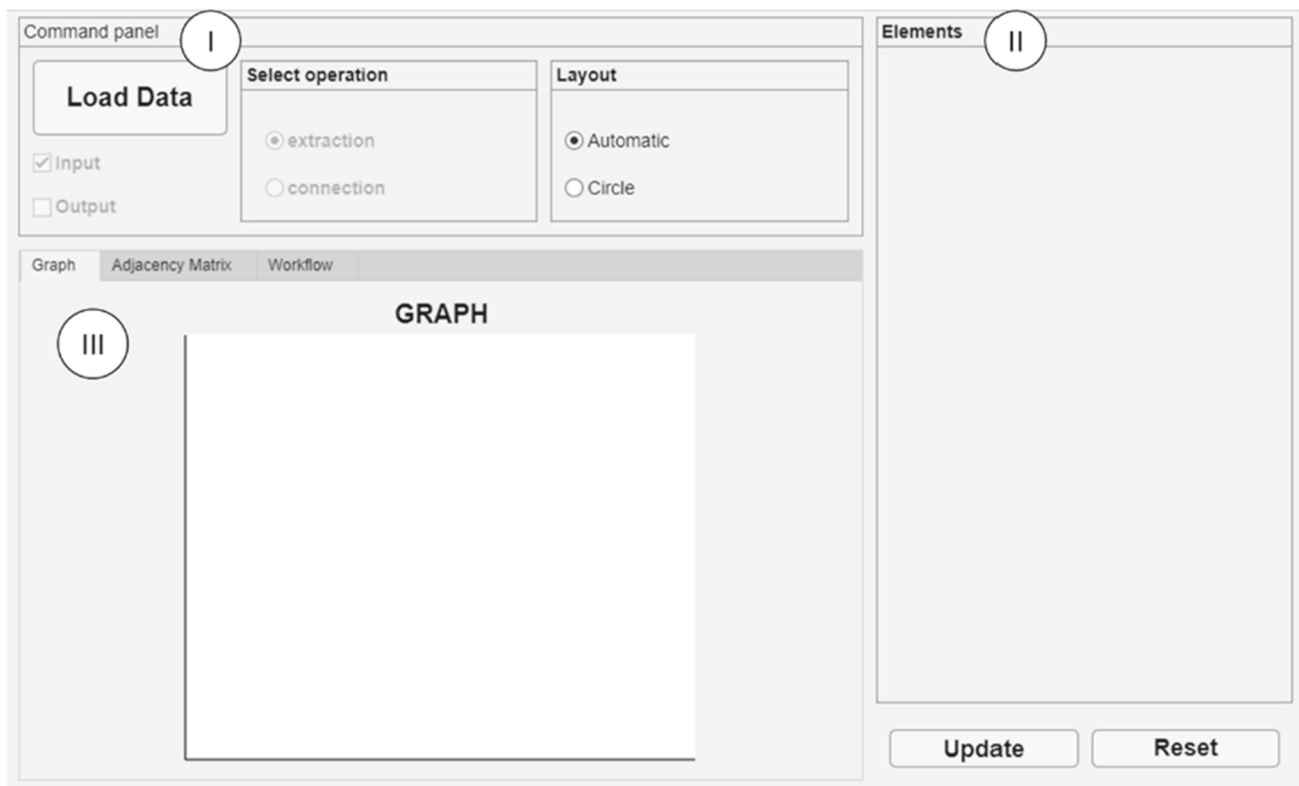 Command panel
I
Load Data
Input
Output
Select operation
extraction
connection
Layout
Automatic
Circle
Elements
II
Graph Adjacency Matrix Workflow
III
GRAPH
Update Reset